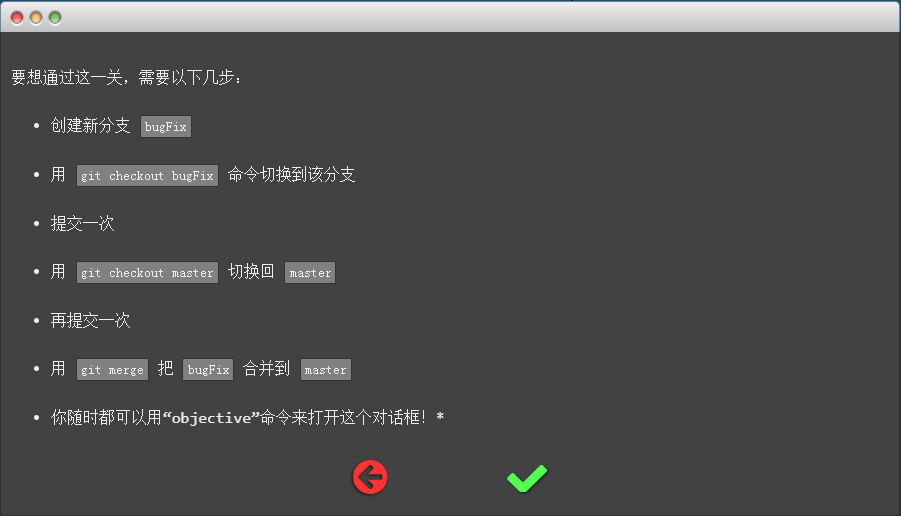 要想通过这一关，需要以下几步：
• 创建新分支 bugFix
• 用 git checkout bugFix 命令切换到该分支
• 提交一次
• 用 git checkout master 切换回 master
• 再提交一次
• 用 git merge 把 bugFix 合并到 master
• 你随时都可以用“objective”命令来打开这个对话框！*